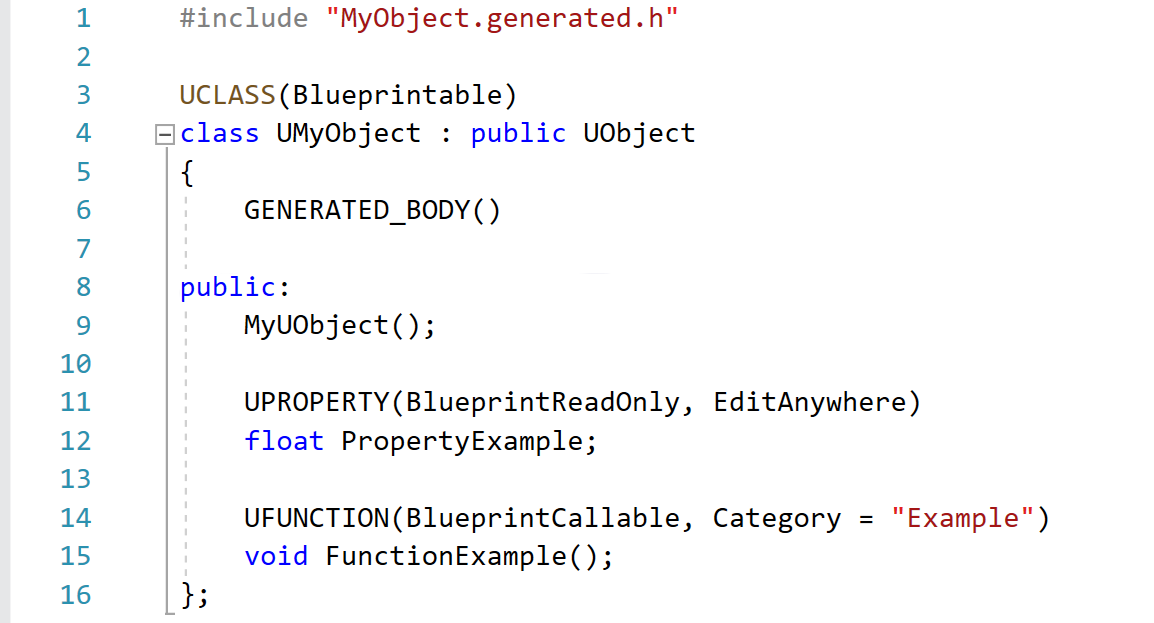 1 #include "MyObject.generated.h"
2
3 UCLASS(Blueprintable)
4 class UMyObject : public UObject
5 {
6     GENERATED_BODY()
7
8 public:
9     MyUObject();
10
11     UPROPERTY(BlueprintReadOnly, EditAnywhere)
12     float PropertyExample;
13
14     UFUNCTION(BlueprintCallable, Category = "Example")
15     void FunctionExample();
16 };